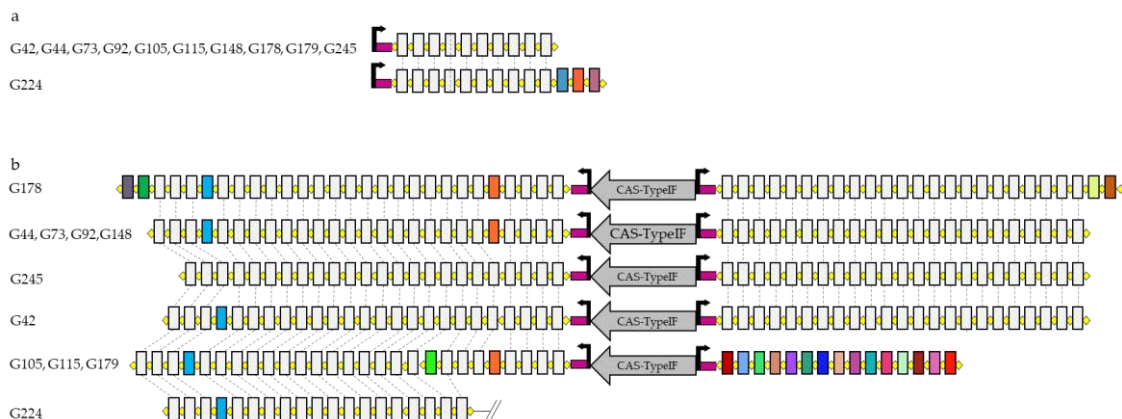 a
G42, G44, G73, G92, G105, G115, G148, G178, G179, G245
G224
b
G178
CAS-TypeIF
G44, G73, G92,G148
CAS-TypeIF
G245
CAS-TypeIF
G42
CAS-TypeIF
G105, G115, G179
CAS-TypeIF
G224